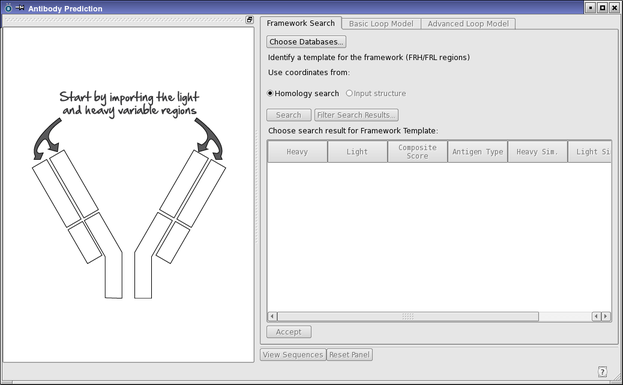 Antibody Prediction
Start by importing the light
and heavy variable regions
Framework Search
Basic Loop Model
Advanced Loop Model
Choose Databases...
Identify a template for the framework (FRH/FRL regions)
Use coordinates from:
Homology search
Input structure
Search
Filter Search Results...
Choose search result for Framework Template:
Heavy
Light
Composite
Score
Antigen Type
Heavy Sim.
Light Si
Accept
View Sequences
Reset Panel
?